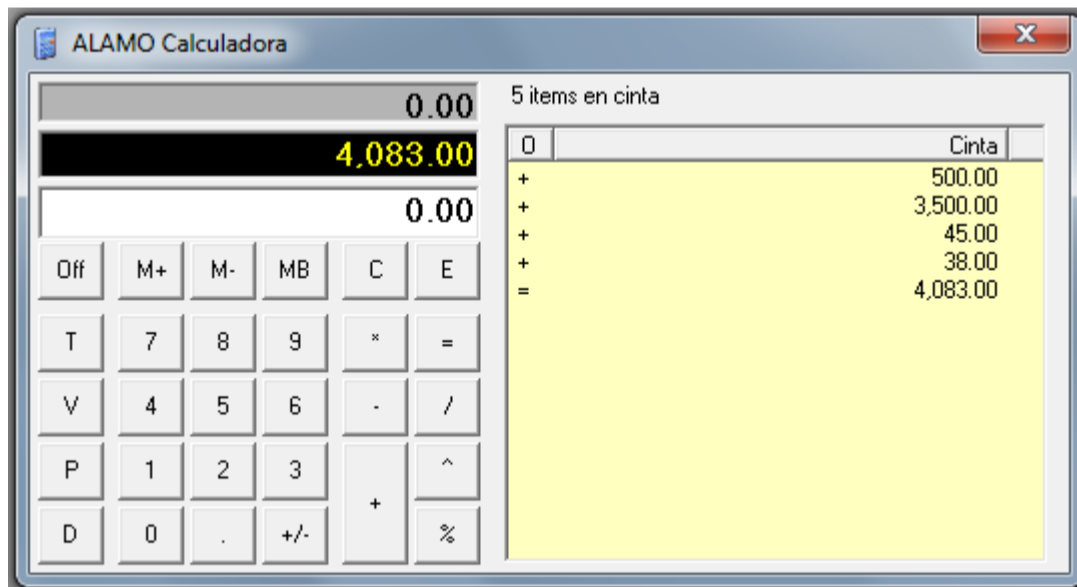 ALAMO Calculadora
x
0.00
4,083.00
0.00
Off M+ M- MB C E
T 7 8 9 * =
V 4 5 6 - /
P 1 2 3 + ^
D 0 . +/- %
5 items en cinta
O Cinta
+ 500.00
+ 3,500.00
+ 45.00
+ 38.00
= 4,083.00